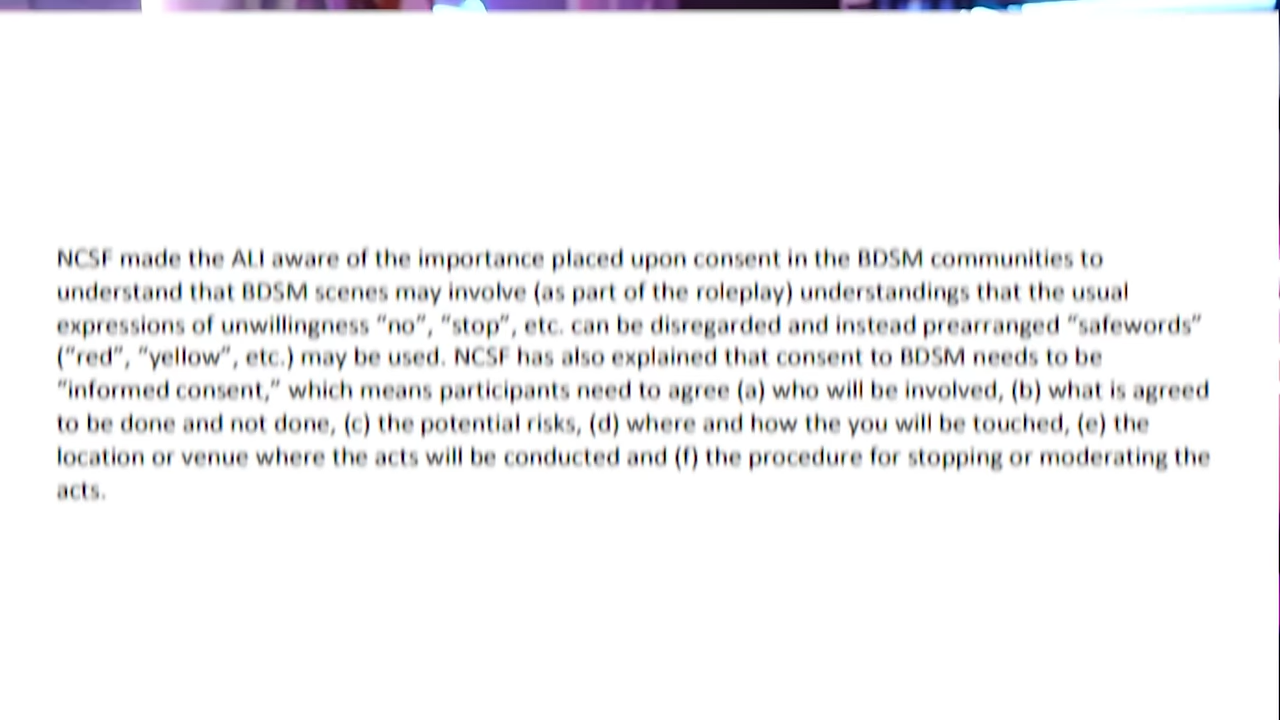 NCSF made the ALI aware of the importance placed upon consent in the BDSM communities to
understand that BDSM scenes may involve (as part of the roleplay) understandings that the usual
expressions of unwillingness “no”, “stop”, etc. can be disregarded and instead prearranged “safewords”
(“red”, “yellow”, etc.) may be used. NCSF has also explained that consent to BDSM needs to be
“informed consent,” which means participants need to agree (a) who will be involved, (b) what is agreed
to be done and not done, (c) the potential risks, (d) where and how the you will be touched, (e) the
location or venue where the acts will be conducted and (f) the procedure for stopping or moderating the
acts.